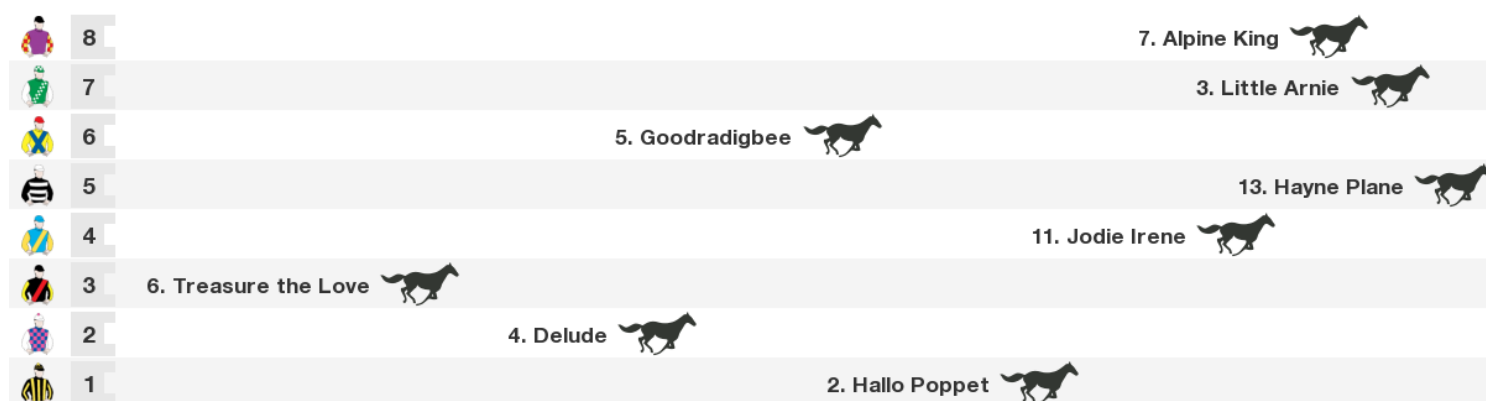 8 7. Alpine King
7 3. Little Arnie
6 5. Goodradigbee
5 13. Hayne Plane
4 11. Jodie Irene
3 6. Treasure the Love
2 4. Delude
1 2. Hallo Poppet